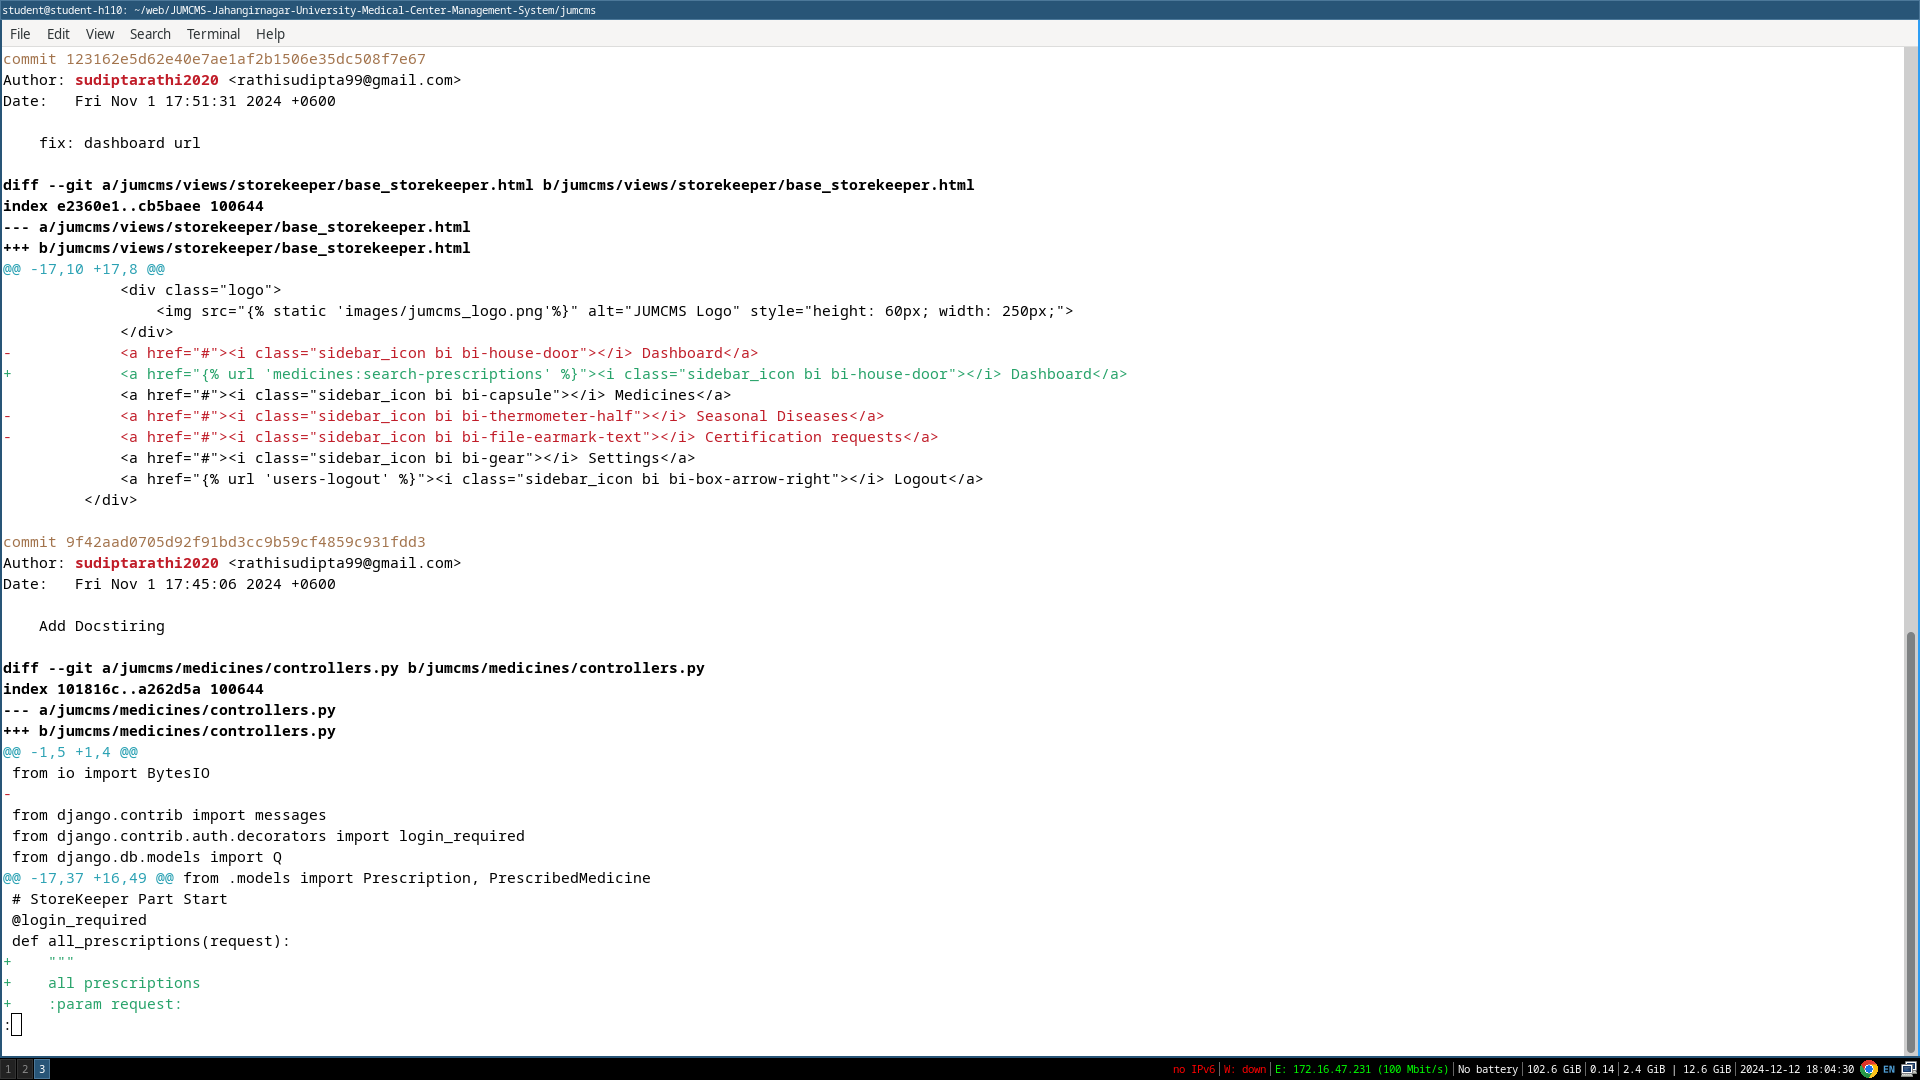 student@student-h110: ~/web/JUMCMS-Jahangirnagar-University-Medical-Center-Management-System/jumcms
File Edit View Search Terminal Help
commit 123162e5d62e40e7ae1af2b1506e35dc508f7e67
Author: sudiptarathi2020 <rathisudipta99@gmail.com>
Date:   Fri Nov 1 17:51:31 2024 +0600
    fix: dashboard url
diff --git a/jumcms/views/storekeeper/base_storekeeper.html b/jumcms/views/storekeeper/base_storekeeper.html
index e2360e1..cb5baee 100644
--- a/jumcms/views/storekeeper/base_storekeeper.html
+++ b/jumcms/views/storekeeper/base_storekeeper.html
@@ -17,10 +17,8 @@
             <div class="logo">
                 <img src="{% static 'images/jumcms_logo.png'%}" alt="JUMCMS Logo" style="height: 60px; width: 250px;">
             </div>
-            <a href="#"><i class="sidebar_icon bi bi-house-door"></i> Dashboard</a>
+            <a href="{% url 'medicines:search-prescriptions' %}"><i class="sidebar_icon bi bi-house-door"></i> Dashboard</a>
             <a href="#"><i class="sidebar_icon bi bi-capsule"></i> Medicines</a>
-            <a href="#"><i class="sidebar_icon bi bi-thermometer-half"></i> Seasonal Diseases</a>
-            <a href="#"><i class="sidebar_icon bi bi-file-earmark-text"></i> Certification requests</a>
             <a href="#"><i class="sidebar_icon bi bi-gear"></i> Settings</a>
             <a href="{% url 'users-logout' %}"><i class="sidebar_icon bi bi-box-arrow-right"></i> Logout</a>
         </div>
commit 9f42aad0705d92f91bd3cc9b59cf4859c931fdd3
Author: sudiptarathi2020 <rathisudipta99@gmail.com>
Date:   Fri Nov 1 17:45:06 2024 +0600
    Add Docstiring
diff --git a/jumcms/medicines/controllers.py b/jumcms/medicines/controllers.py
index 101816c..a262d5a 100644
--- a/jumcms/medicines/controllers.py
+++ b/jumcms/medicines/controllers.py
@@ -1,5 +1,4 @@
 from io import BytesIO
-
 from django.contrib import messages
 from django.contrib.auth.decorators import login_required
 from django.db.models import Q
@@ -17,37 +16,49 @@ from .models import Prescription, PrescribedMedicine
 # StoreKeeper Part Start
 @login_required
 def all_prescriptions(request):
+    """
+    all prescriptions
+    :param request:
:
1 2 3 no IPv6 | W: down | E: 172.16.47.231 (100 Mbit/s) | No battery | 102.6 GiB | 0.14 | 2.4 GiB | 12.6 GiB | 2024-12-12 18:04:30 EN